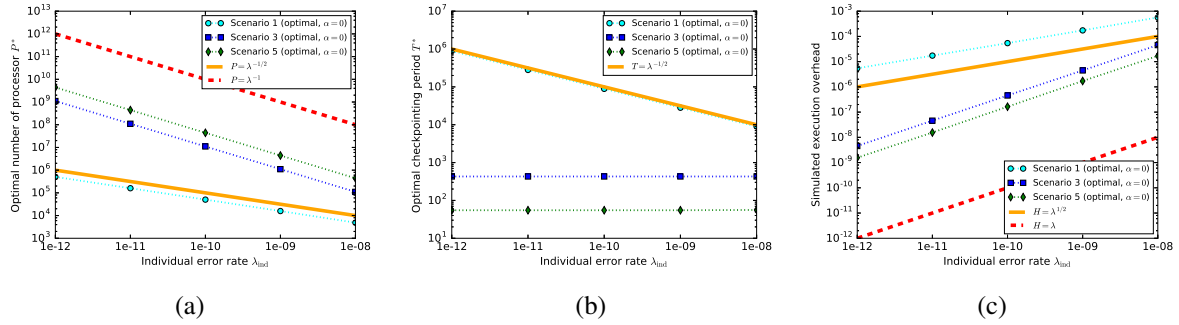 10^13
10^12
10^11
10^10
10^9
10^8
10^7
10^6
10^5
10^4
10^3
Optimal number of processor P*
Scenario 1 (optimal, α=0)
Scenario 3 (optimal, α=0)
Scenario 5 (optimal, α=0)
P=λ^{-1/2}
P=λ^{-1}
1e-12 1e-11 1e-10 1e-09 1e-08
Individual error rate λ_ind
(a)
10^7
10^6
10^5
10^4
10^3
10^2
10^1
Optimal checkpointing period T*
Scenario 1 (optimal, α=0)
Scenario 3 (optimal, α=0)
Scenario 5 (optimal, α=0)
T=λ^{-1/2}
1e-12 1e-11 1e-10 1e-09 1e-08
Individual error rate λ_ind
(b)
10^-3
10^-4
10^-5
10^-6
10^-7
10^-8
10^-9
10^-10
10^-11
10^-12
Simulated execution overhead
Scenario 1 (optimal, α=0)
Scenario 3 (optimal, α=0)
Scenario 5 (optimal, α=0)
H=λ^{1/2}
H=λ
1e-12 1e-11 1e-10 1e-09 1e-08
Individual error rate λ_ind
(c)